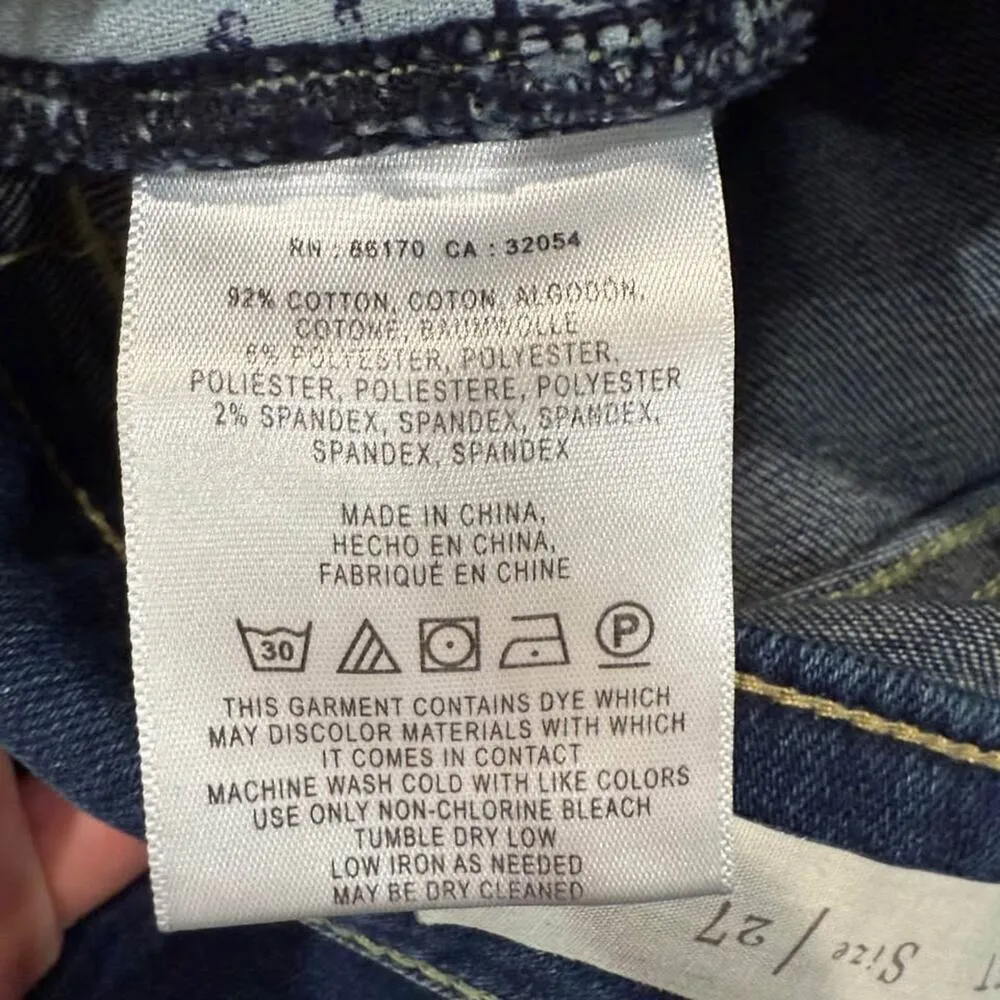 RN : 86170 CA : 32054
92% COTTON, COTON, ALGODÓN,
COTONE, BAUMWOLLE
6% POLYESTER, POLYESTER,
POLIÉSTER, POLIESTERE, POLYESTER
2% SPANDEX, SPANDEX, SPANDEX,
SPANDEX, SPANDEX
MADE IN CHINA,
HECHO EN CHINA,
FABRIQUÉ EN CHINE
30
P
THIS GARMENT CONTAINS DYE WHICH
MAY DISCOLOR MATERIALS WITH WHICH
IT COMES IN CONTACT
MACHINE WASH COLD WITH LIKE COLORS
USE ONLY NON-CHLORINE BLEACH
TUMBLE DRY LOW
LOW IRON AS NEEDED
MAY BE DRY CLEANED
Size / 27